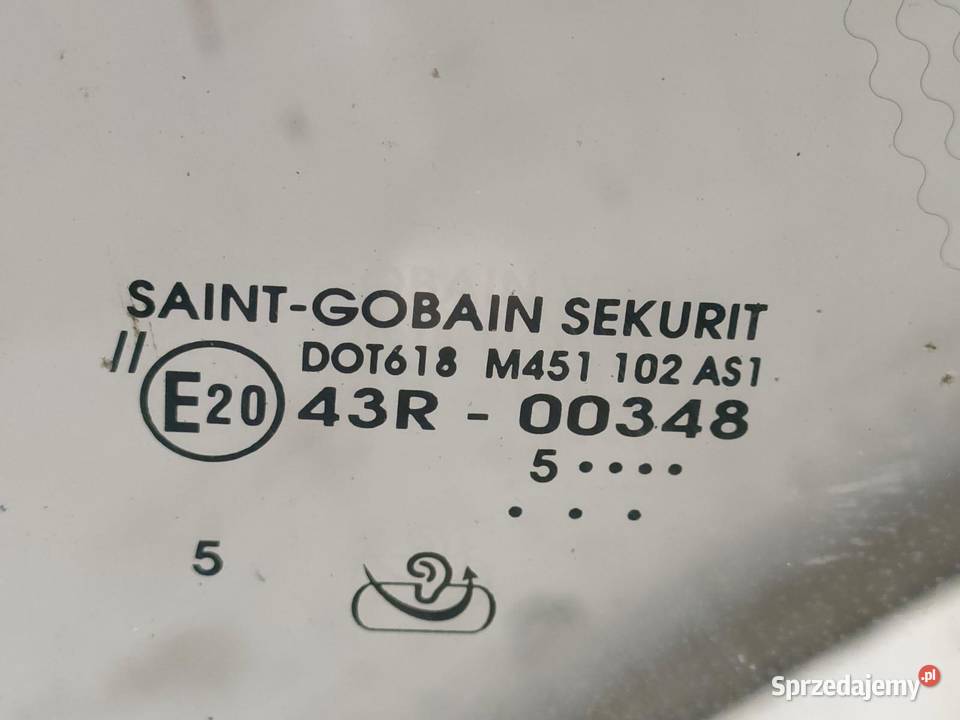 SAINT-GOBAIN SEKURIT
// DOT618 M451 102 AS1
E20 43R - 00348
5 ····
. . .
5
Sprzedajemy.pl